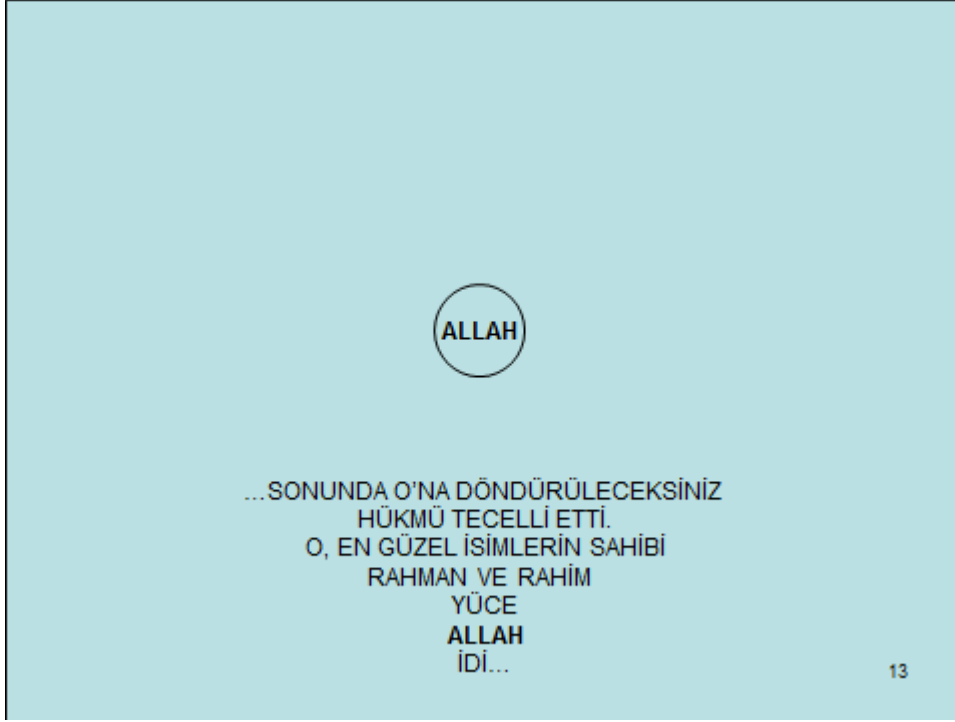 ALLAH
…SONUNDA O’NA DÖNDÜRÜLECEKSİNİZ
HÜKMÜ TECELLİ ETTİ.
O, EN GÜZEL İSİMLERİN SAHİBİ
RAHMAN VE RAHİM
YÜCE
ALLAH
İDİ…
13